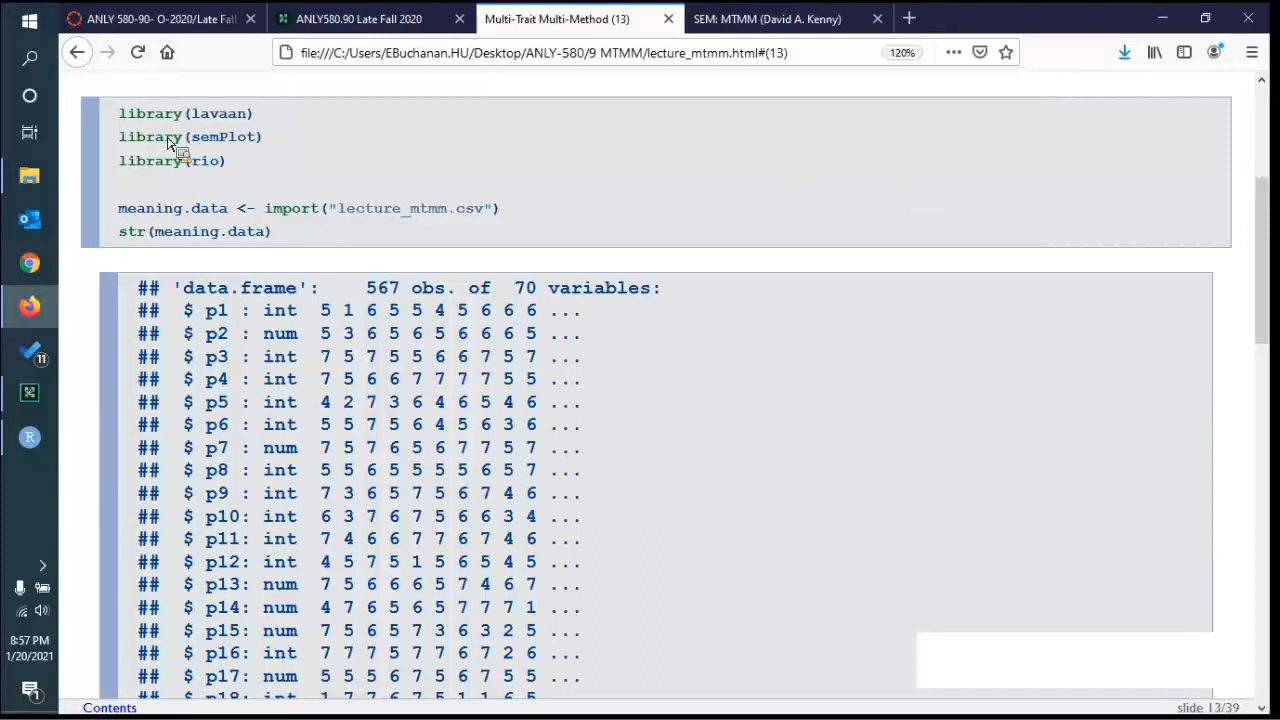 ANLY 580-90- O-2020/Late Fall
ANLY580.90 Late Fall 2020
Multi-Trait Multi-Method (13)
SEM: MTMM (David A. Kenny)
file:///C:/Users/EBuchanan.HU/Desktop/ANLY-580/9 MTMM/lecture_mtmm.html#(13)
120%
library(lavaan)
library(semPlot)
library(rio)
meaning.data <- import("lecture_mtmm.csv")
str(meaning.data)
## 'data.frame': 567 obs. of 70 variables:
## $ p1 : int 5 1 6 5 5 4 5 6 6 6 ...
## $ p2 : num 5 3 6 5 6 5 6 6 6 5 ...
## $ p3 : int 7 5 7 5 5 6 6 7 5 7 ...
## $ p4 : int 7 5 6 6 7 7 7 7 5 5 ...
## $ p5 : int 4 2 7 3 6 4 6 5 4 6 ...
## $ p6 : int 5 5 7 5 6 4 5 6 3 6 ...
## $ p7 : num 7 5 7 6 5 6 7 7 5 7 ...
## $ p8 : int 5 5 6 5 5 5 5 6 5 7 ...
## $ p9 : int 7 3 6 5 7 5 6 7 4 6 ...
## $ p10: int 6 3 7 6 7 5 6 6 3 4 ...
## $ p11: int 7 4 6 6 7 7 6 7 4 6 ...
## $ p12: int 4 5 7 5 1 5 6 5 4 5 ...
## $ p13: num 7 5 6 6 6 5 7 4 6 7 ...
## $ p14: num 4 7 6 5 6 5 7 7 7 1 ...
## $ p15: num 7 5 6 5 7 3 6 3 2 5 ...
## $ p16: int 7 7 7 5 7 7 6 7 2 6 ...
## $ p17: num 5 5 5 6 7 5 6 7 5 5 ...
## $ p18: int 1 7 7 6 7 5 1 1 6 5 ...
11
8:57 PM
1/20/2021
1
Contents
slide 13/39